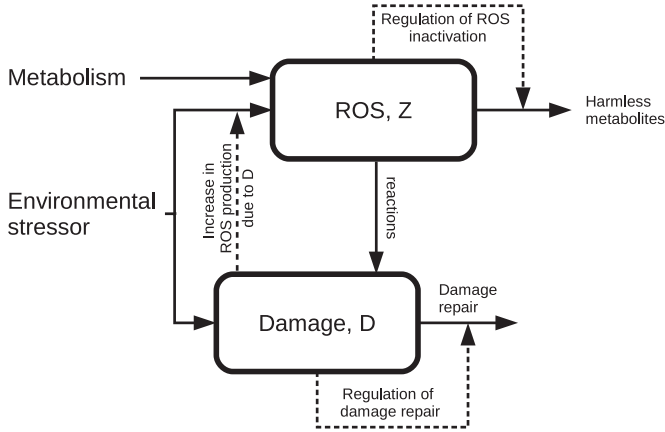 Regulation of ROS
inactivation
Metabolism
ROS, Z
Harmless
metabolites
Increase in
ROS production
due to D
reactions
Environmental
stressor
Damage, D
Damage
repair
Regulation of
damage repair